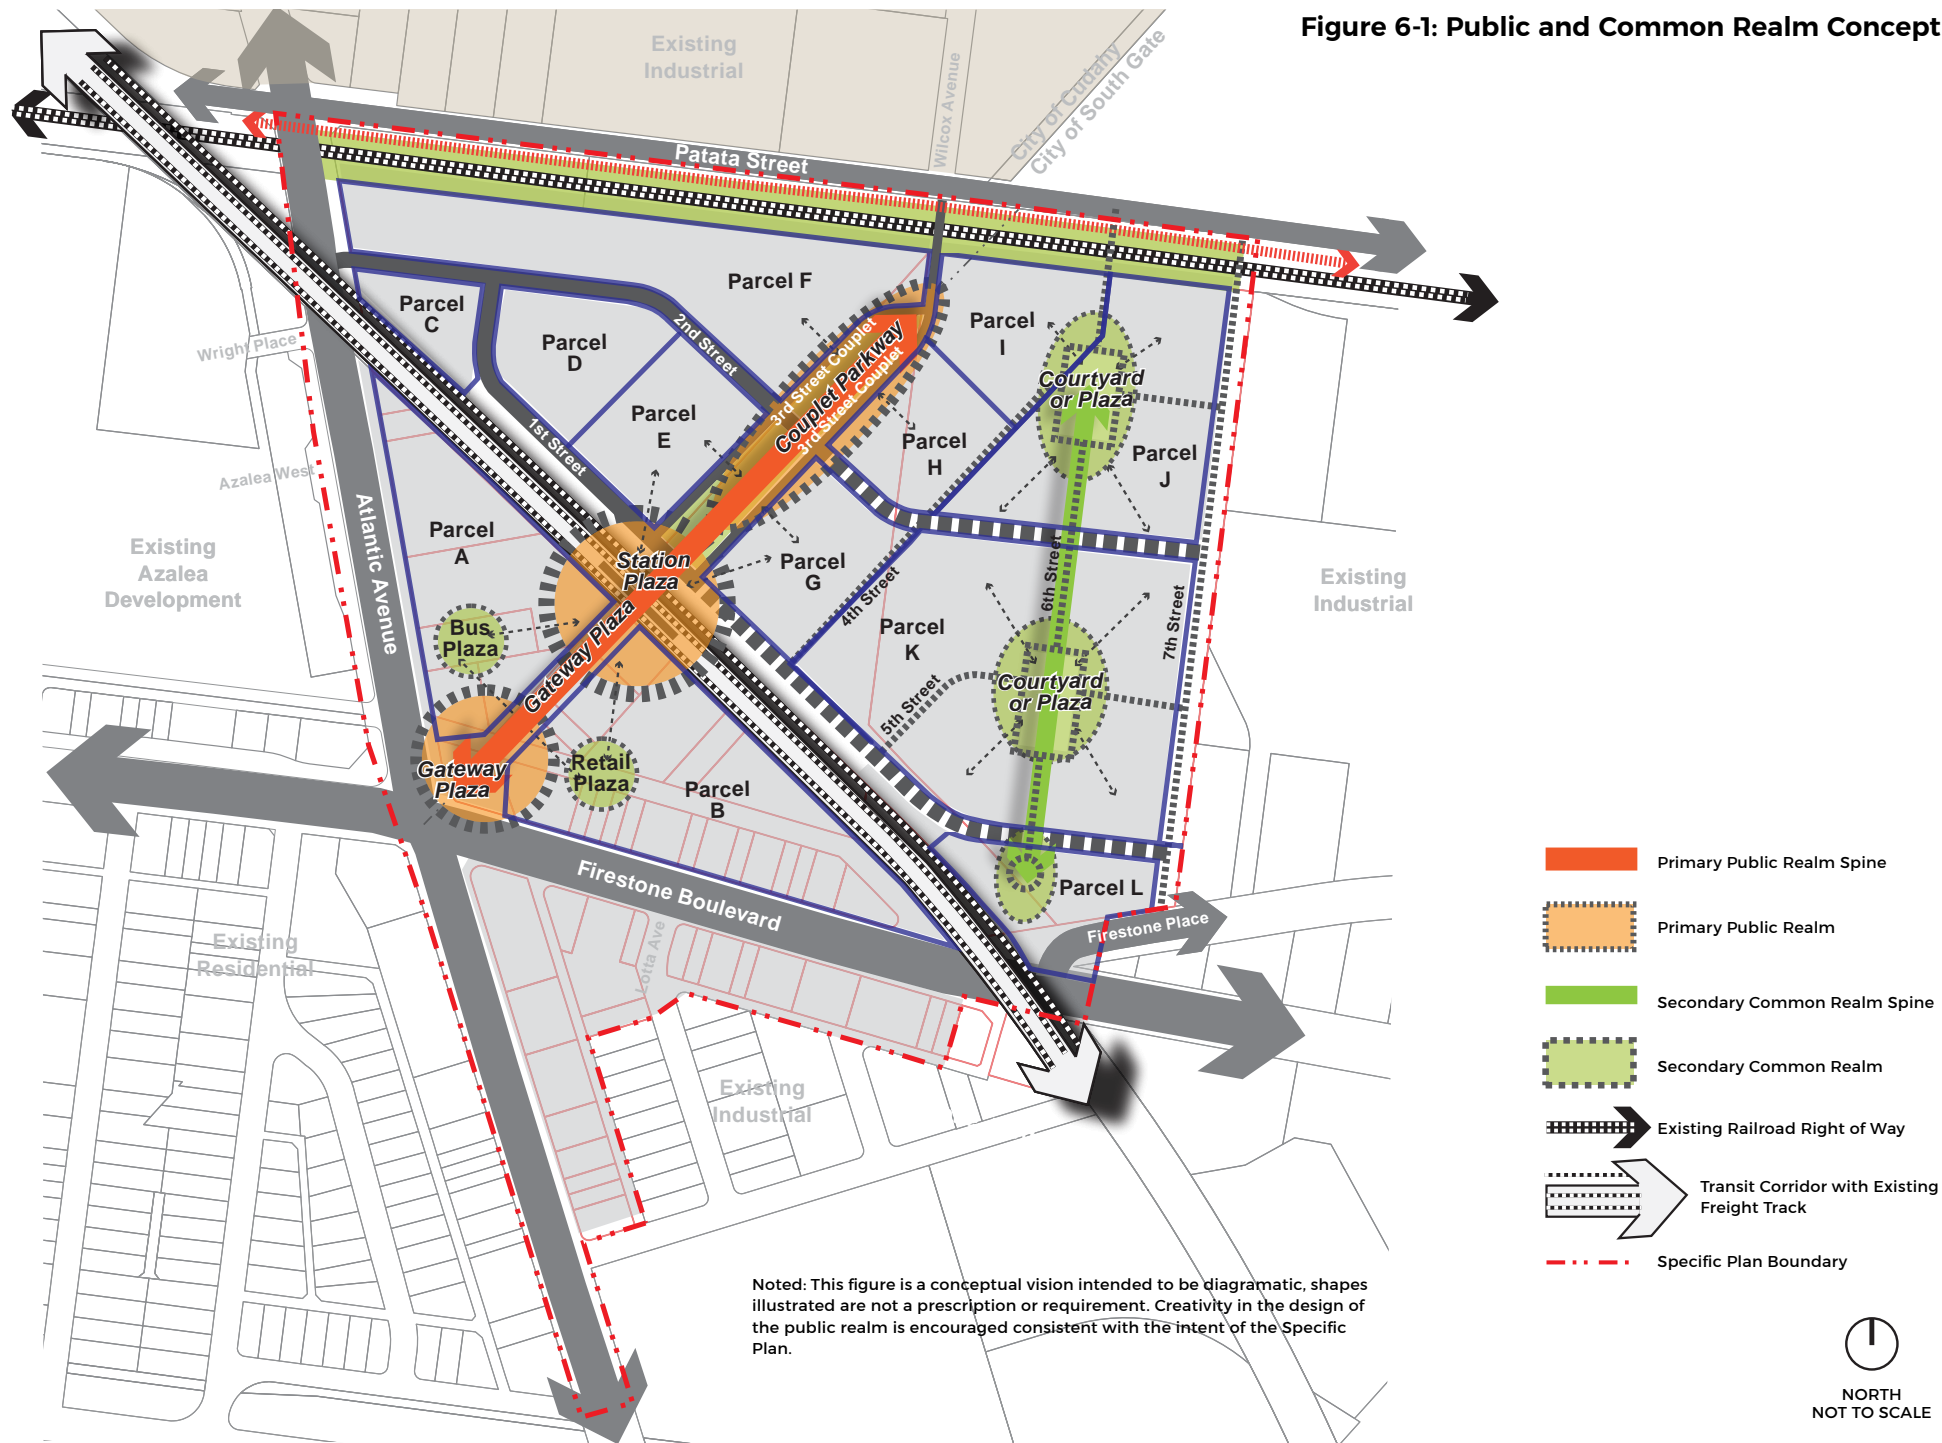 Figure 6-1: Public and Common Realm Concept
Existing
Industrial
Wilcox Avenue
City of Cudahy
City of South Gate
Patata Street
Parcel F
Parcel
C
Parcel
D
2nd Street
Parcel
E
3rd Street Couplet
Couplet Parkway
3rd Street Couplet
Parcel
I
Courtyard
or Plaza
Parcel
H
Parcel
J
Wright Place
Azalea West
1st Street
Atlantic Avenue
Parcel
A
Existing
Azalea
Development
Station
Plaza
Parcel
G
4th Street
6th Street
7th Street
Existing
Industrial
Bus
Plaza
Gateway Plaza
Parcel
K
5th Street
Courtyard
or Plaza
Gateway
Plaza
Retail
Plaza
Parcel
B
Firestone Boulevard
Parcel L
Firestone Place
Lotta Ave
Existing
Residential
Existing
Industrial
Primary Public Realm Spine
Primary Public Realm
Secondary Common Realm Spine
Secondary Common Realm
Existing Railroad Right of Way
Transit Corridor with Existing
Freight Track
Specific Plan Boundary
Noted: This figure is a conceptual vision intended to be diagramatic, shapes
illustrated are not a prescription or requirement. Creativity in the design of
the public realm is encouraged consistent with the intent of the Specific
Plan.
NORTH
NOT TO SCALE